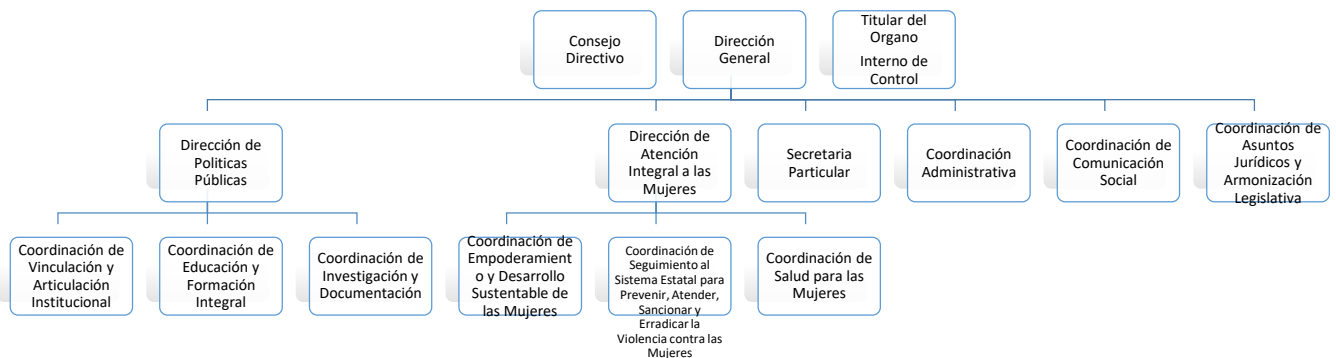 Consejo
Directivo
Dirección
General
Titular del
Organo
Interno de
Control
Dirección de
Politicas
Públicas
Dirección de
Atención
Integral a las
Mujeres
Secretaria
Particular
Coordinación
Administrativa
Coordinación de
Comunicación
Social
Coordinación de
Asuntos
Jurídicos y
Armonización
Legislativa
Coordinación de
Vinculación y
Articulación
Institucional
Coordinación de
Educación y
Formación
Integral
Coordinación de
Investigación y
Documentación
Coordinación de
Empoderamient
o y Desarrollo
Sustentable de
las Mujeres
Coordinación de
Seguimiento al
Sistema Estatal para
Prevenir, Atender,
Sancionar y
Erradicar la
Violencia contra las
Mujeres
Coordinación de
Salud para las
Mujeres